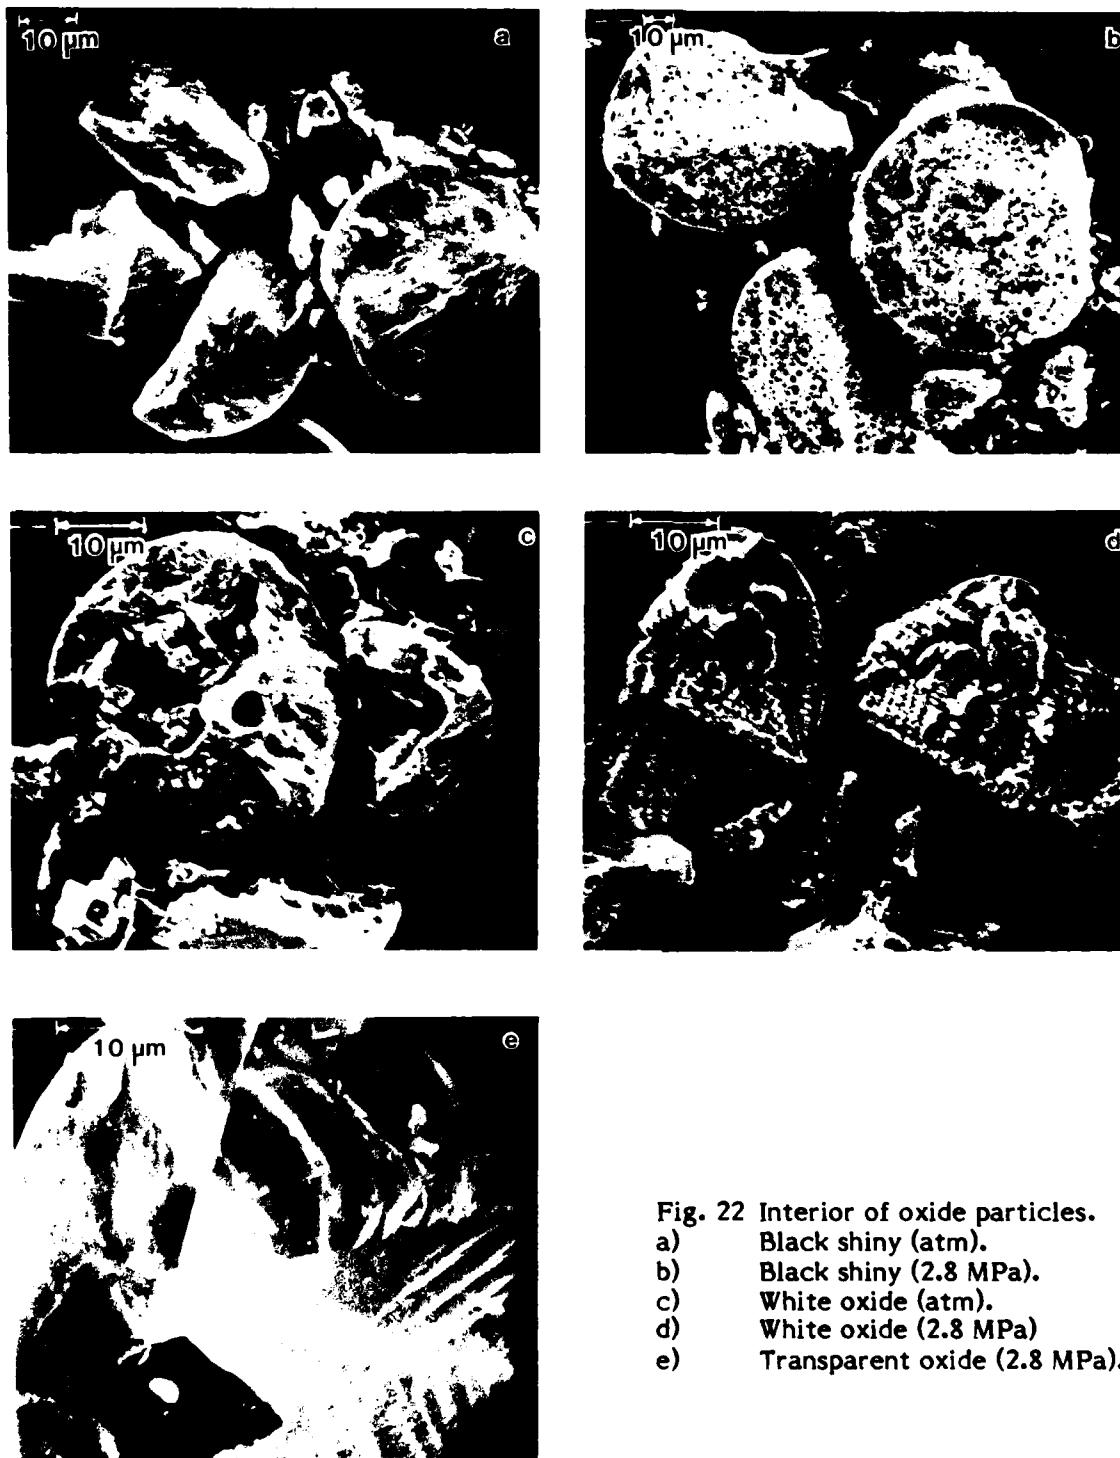 10 µm a
10 µm b
10 µm c
10 µm d
10 µm e
Fig. 22 Interior of oxide particles.
a) Black shiny (atm).
b) Black shiny (2.8 MPa).
c) White oxide (atm).
d) White oxide (2.8 MPa)
e) Transparent oxide (2.8 MPa).